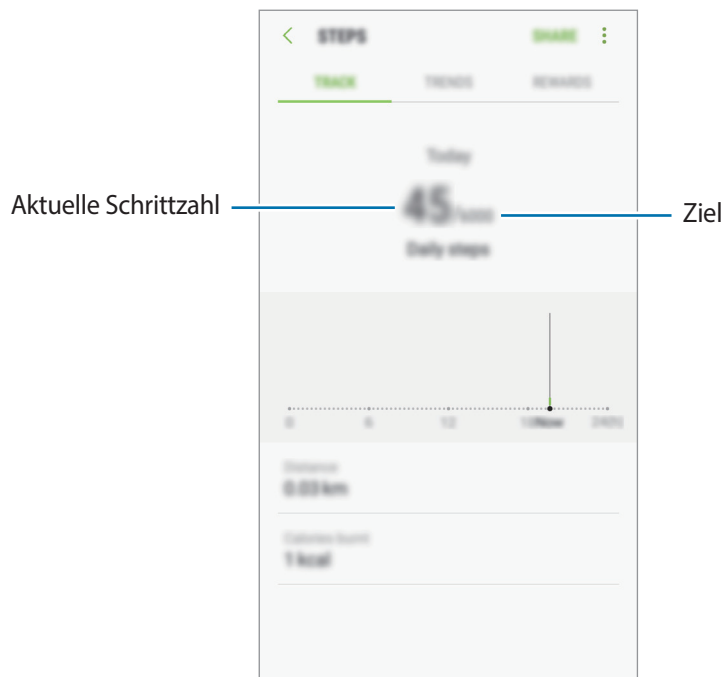 STEPS SHARE
TRACK TRENDS REWARDS
Today
Aktuelle Schrittzahl 45 Ziel
Daily steps
0 6 12 Now
Distance
0.03 km
Calories burnt
1 kcal